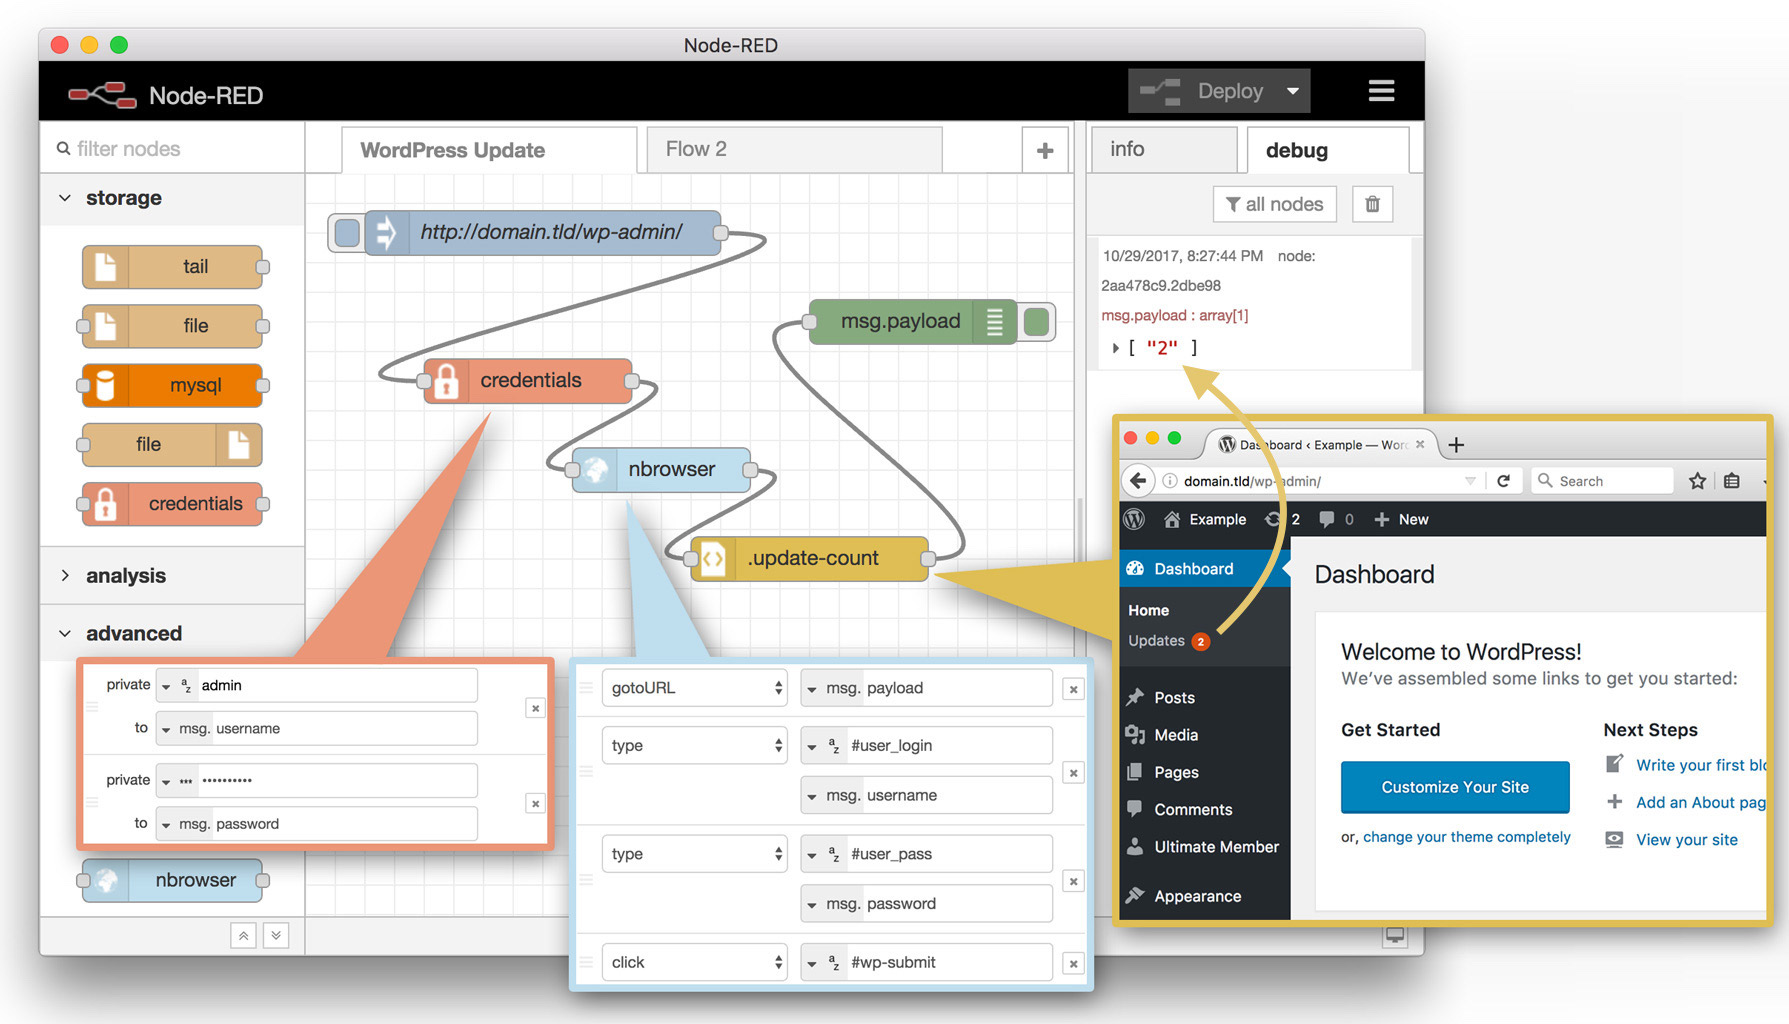 Node-RED
Node-RED
Deploy
filter nodes
WordPress Update
Flow 2
+
info
debug
storage
all nodes
tail
file
mysql
file
credentials
analysis
advanced
nbrowser
http://domain.tld/wp-admin/
credentials
nbrowser
.update-count
msg.payload
10/29/2017, 8:27:44 PM node:
2aa478c9.2dbe98
msg.payload : array[1]
[ "2" ]
private az admin
to msg. username
private *** ••••••••••
to msg. password
gotoURL msg. payload
type az #user_login
msg. username
type az #user_pass
msg. password
click az #wp-submit
Dashboard ‹ Example — Wor
domain.tld/wp-admin/
Search
Example 2 0 + New
Dashboard
Home
Updates 2
Posts
Media
Pages
Comments
Ultimate Member
Appearance
Dashboard
Welcome to WordPress!
We've assembled some links to get you started:
Get Started
Customize Your Site
or, change your theme completely
Next Steps
Write your first blo
Add an About pag
View your site